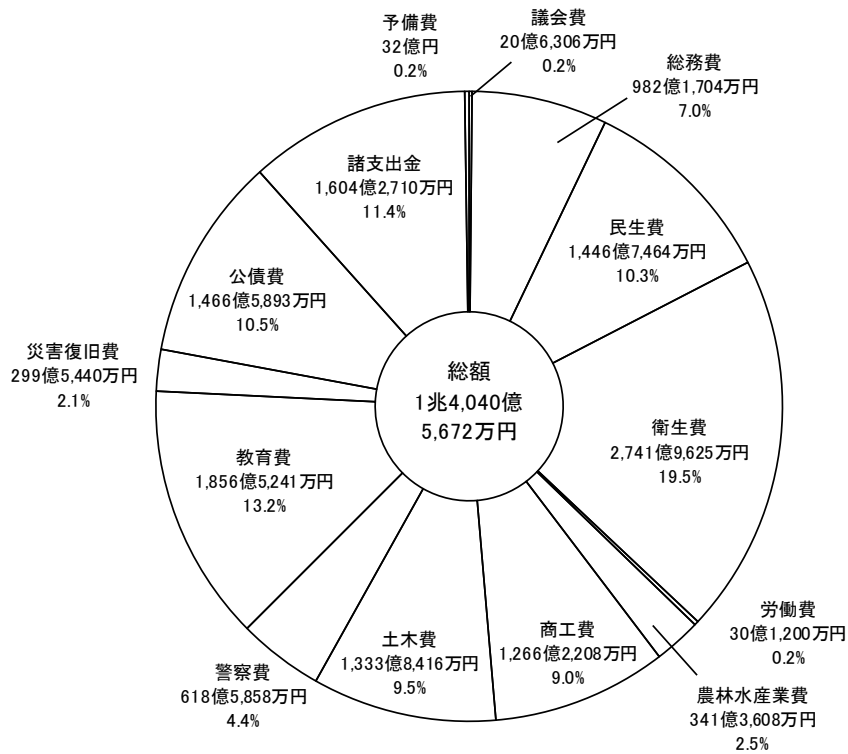 予備費
32億円
0.2%
議会費
20億6,306万円
0.2%
総務費
982億1,704万円
7.0%
諸支出金
1,604億2,710万円
11.4%
民生費
1,446億7,464万円
10.3%
公債費
1,466億5,893万円
10.5%
災害復旧費
299億5,440万円
2.1%
総額
1兆4,040億
5,672万円
衛生費
2,741億9,625万円
19.5%
教育費
1,856億5,241万円
13.2%
労働費
30億1,200万円
0.2%
商工費
1,266億2,208万円
9.0%
土木費
1,333億8,416万円
9.5%
警察費
618億5,858万円
4.4%
農林水産業費
341億3,608万円
2.5%